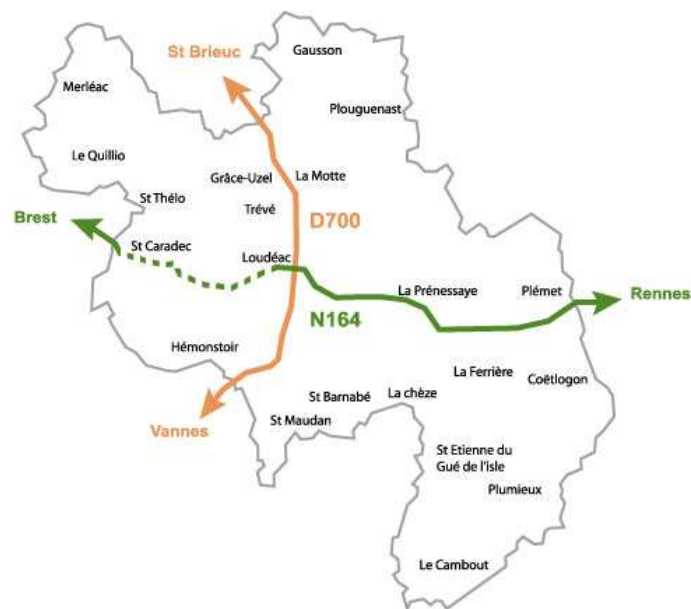 St Brieuc
Gausson
Merléac
Plouguenast
Le Quillio
Grâce-Uzel
La Motte
St Thélo
Trévé
D700
Brest
St Caradec
Loudéac
La Prénessaye
Plémet
Rennes
N164
Hémonstoir
La Ferrière
Coëtlogon
St Barnabé
La chèze
Vannes
St Maudan
St Etienne du
Gué de l'isle
Plumieux
Le Cambout